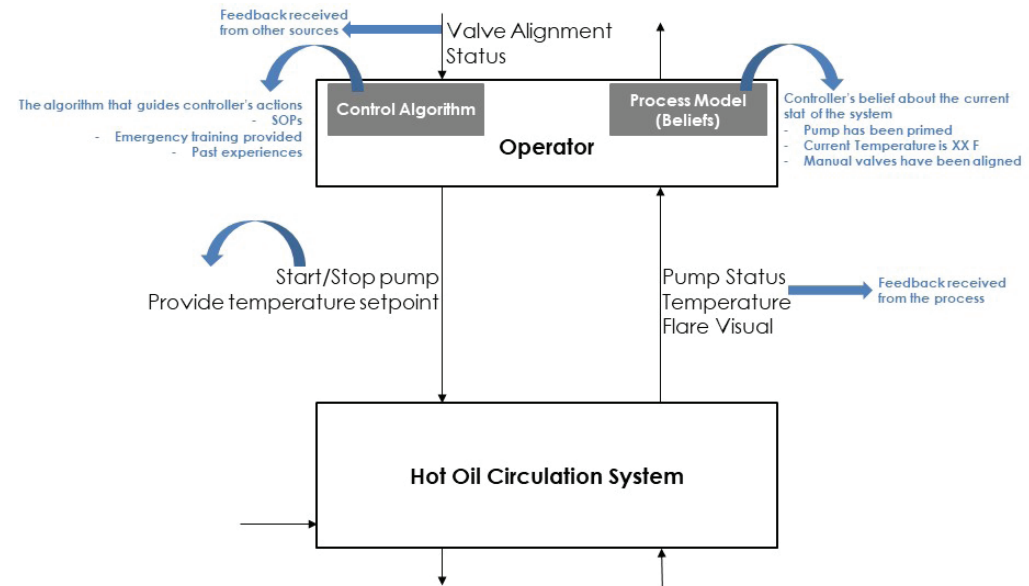 Feedback received
from other sources
Valve Alignment
Status
The algorithm that guides controller's actions
- SOPs
- Emergency training provided
- Past experiences
Control Algorithm
Process Model
(Beliefs)
Operator
Controller's belief about the current
stat of the system
- Pump has been primed
- Current Temperature is XX F
- Manual valves have been aligned
Start/Stop pump
Provide temperature setpoint
Pump Status
Temperature
Flare Visual
Feedback received
from the process
Hot Oil Circulation System